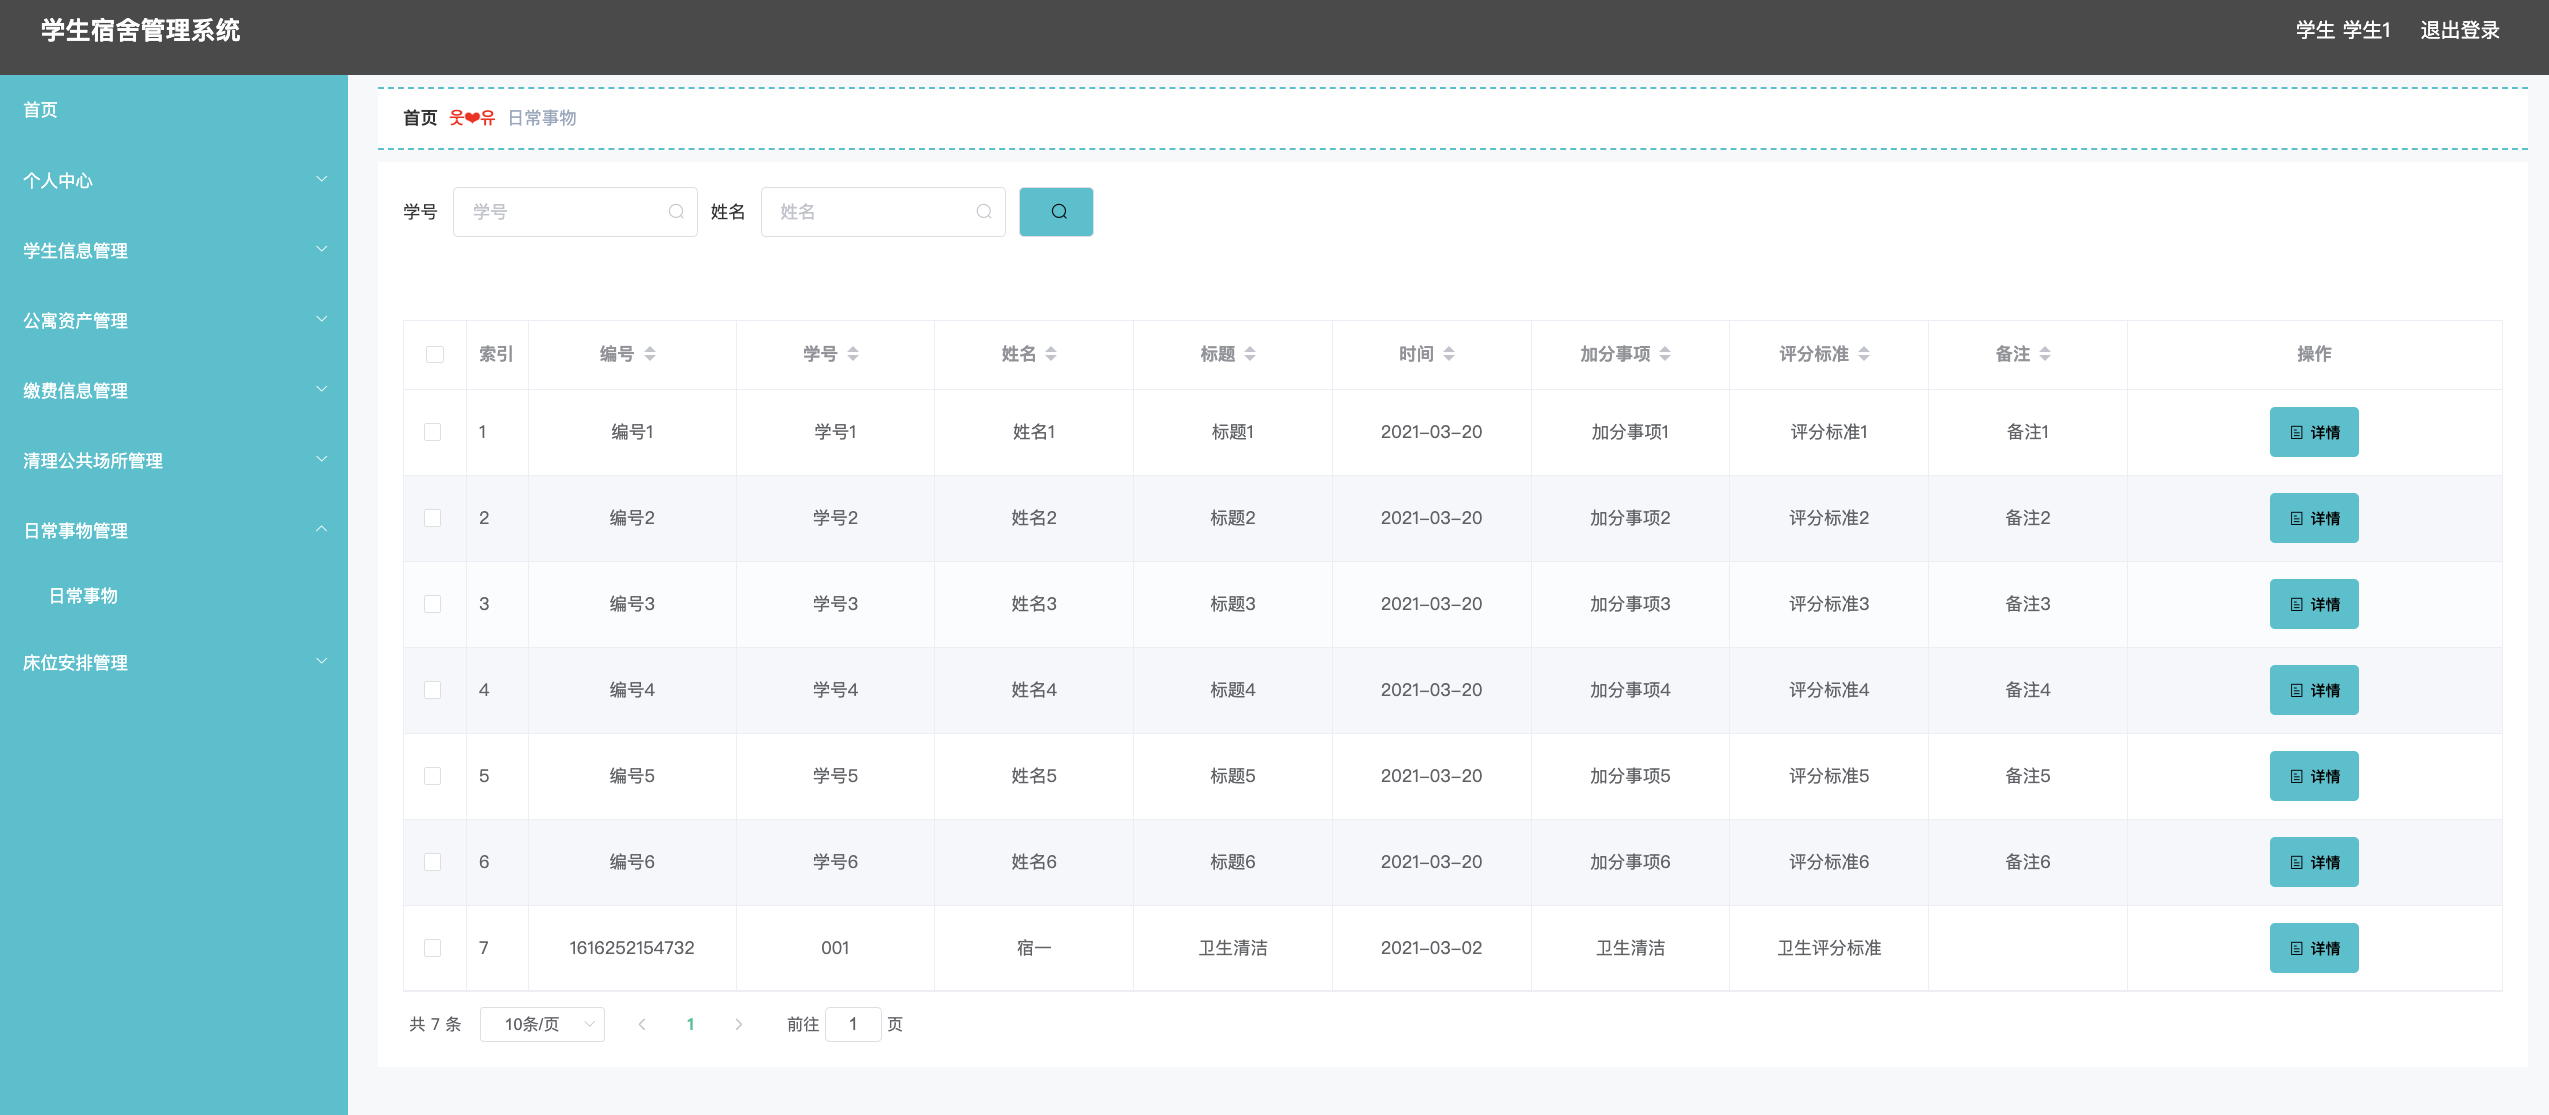 学生宿舍管理系统
学生 学生1 退出登录
首页
个人中心
学生信息管理
公寓资产管理
缴费信息管理
清理公共场所管理
日常事物管理
日常事物
床位安排管理
首页 웃❤유 日常事物
学号 学号 姓名 姓名
索引 编号 学号 姓名 标题 时间 加分事项 评分标准 备注 操作
1 编号1 学号1 姓名1 标题1 2021-03-20 加分事项1 评分标准1 备注1 详情
2 编号2 学号2 姓名2 标题2 2021-03-20 加分事项2 评分标准2 备注2 详情
3 编号3 学号3 姓名3 标题3 2021-03-20 加分事项3 评分标准3 备注3 详情
4 编号4 学号4 姓名4 标题4 2021-03-20 加分事项4 评分标准4 备注4 详情
5 编号5 学号5 姓名5 标题5 2021-03-20 加分事项5 评分标准5 备注5 详情
6 编号6 学号6 姓名6 标题6 2021-03-20 加分事项6 评分标准6 备注6 详情
7 1616252154732 001 宿一 卫生清洁 2021-03-02 卫生清洁 卫生评分标准 详情
共 7 条 10条/页 1 前往 1 页